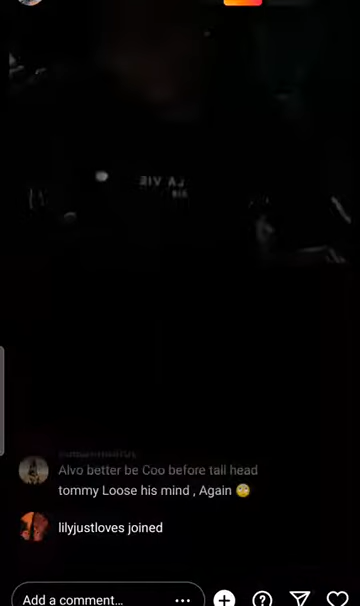 Alvo better be Coo before tall head
tommy Loose his mind , Again 🙄
lilyjustloves joined
Add a comment...